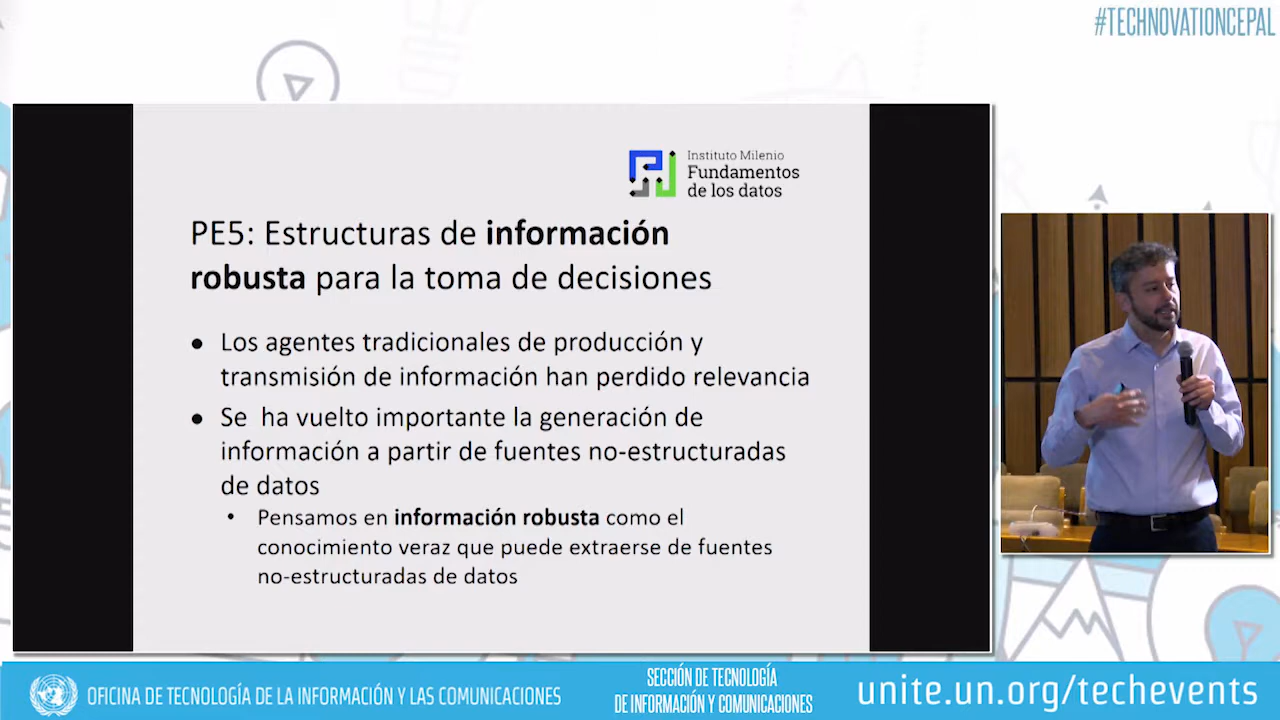 #TECHNOVATIONCEPAL
Instituto Milenio
Fundamentos
de los datos
PE5: Estructuras de información
robusta para la toma de decisiones
● Los agentes tradicionales de producción y
transmisión de información han perdido relevancia
● Se ha vuelto importante la generación de
información a partir de fuentes no-estructuradas
de datos
• Pensamos en información robusta como el
conocimiento veraz que puede extraerse de fuentes
no-estructuradas de datos
OFICINA DE TECNOLOGÍA DE LA INFORMACIÓN Y LAS COMUNICACIONES
SECCIÓN DE TECNOLOGÍA
DE INFORMACIÓN Y COMUNICACIONES
unite.un.org/techevents